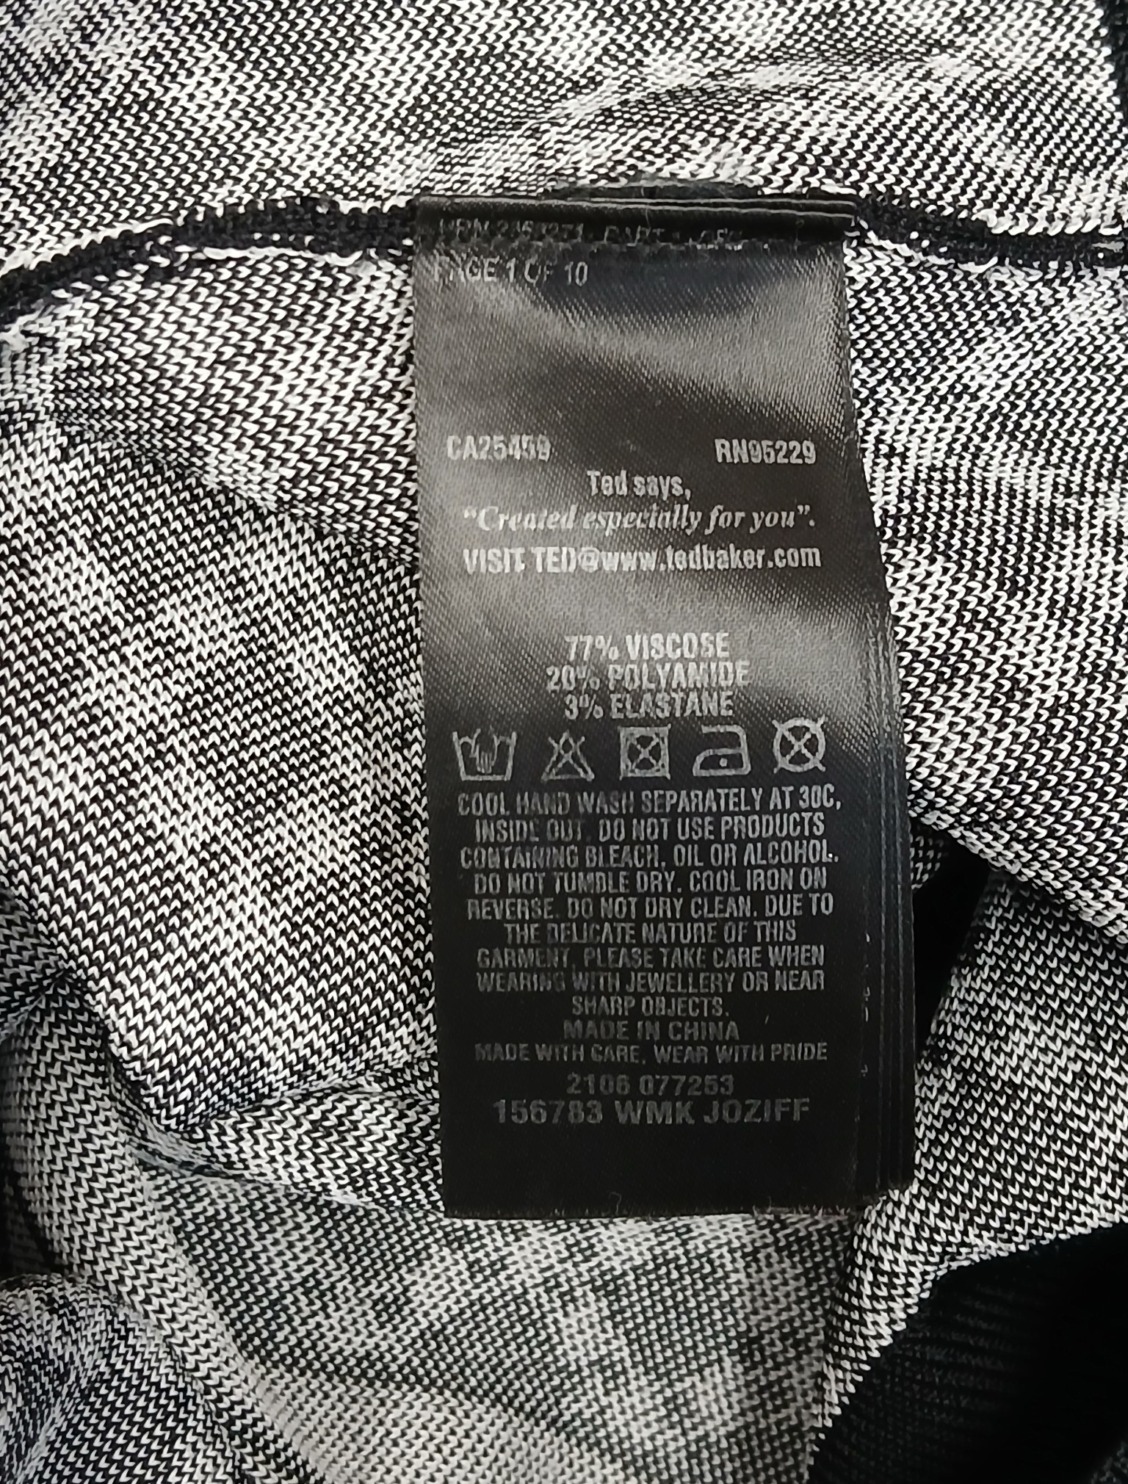 PAGE 1 OF 10
CA25459 RN95229
Ted says,
“Created especially for you”.
VISIT TED@www.tedbaker.com
77% VISCOSE
20% POLYAMIDE
3% ELASTANE
COOL HAND WASH SEPARATELY AT 30C,
INSIDE OUT. DO NOT USE PRODUCTS
CONTAINING BLEACH, OIL OR ALCOHOL.
DO NOT TUMBLE DRY. COOL IRON ON
REVERSE. DO NOT DRY CLEAN. DUE TO
THE DELICATE NATURE OF THIS
GARMENT, PLEASE TAKE CARE WHEN
WEARING WITH JEWELLERY OR NEAR
SHARP OBJECTS.
MADE IN CHINA
MADE WITH CARE, WEAR WITH PRIDE
2106 077253
156783 WMK JOZIFF